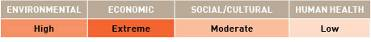 ENVIRONMENTAL ECONOMIC SOCIAL/CULTURAL HUMAN HEALTH
High Extreme Moderate Low